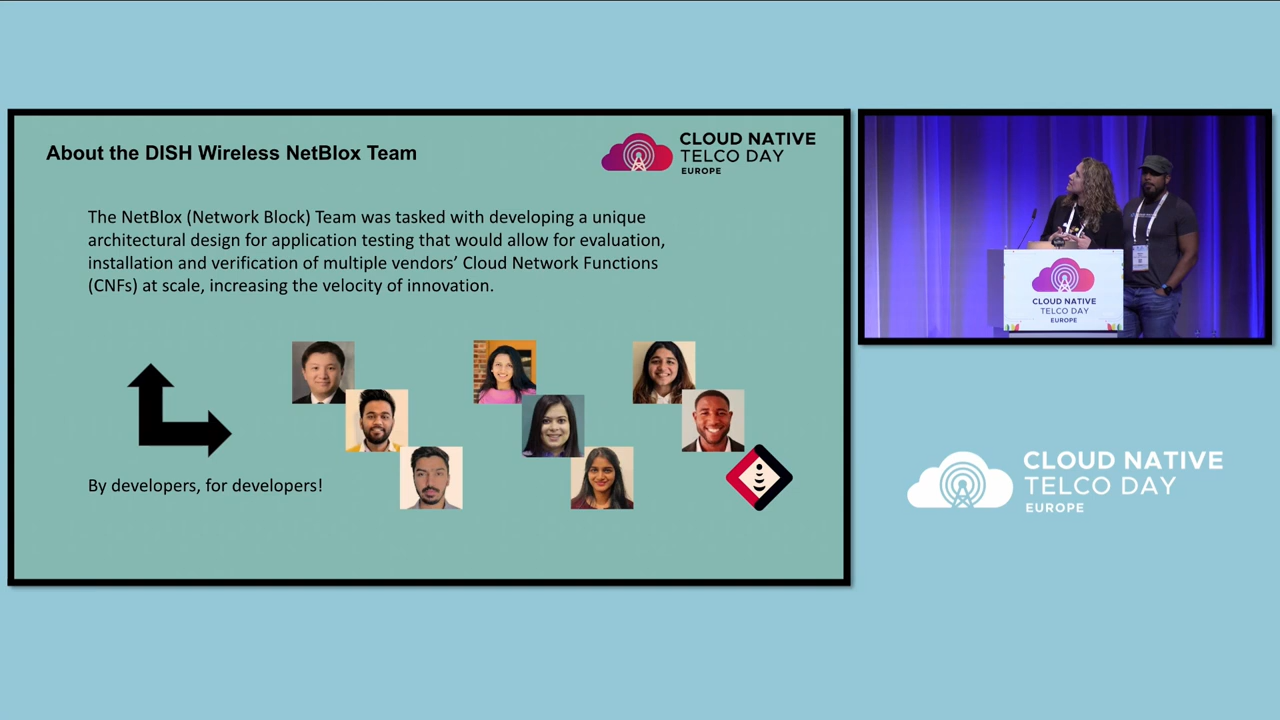 About the DISH Wireless NetBlox Team
CLOUD NATIVE
TELCO DAY
EUROPE
The NetBlox (Network Block) Team was tasked with developing a unique
architectural design for application testing that would allow for evaluation,
installation and verification of multiple vendors’ Cloud Network Functions
(CNFs) at scale, increasing the velocity of innovation.
By developers, for developers!
CLOUD NATIVE
TELCO DAY
EUROPE
CLOUD NATIVE
TELCO DAY
EUROPE